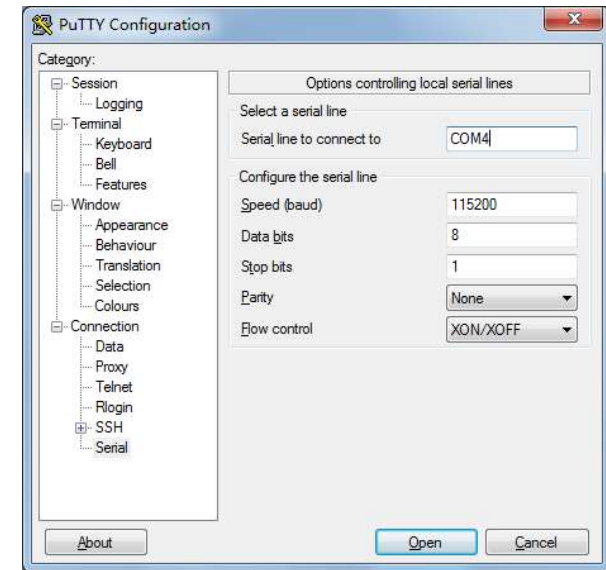 PuTTY Configuration
Category:
Session
Logging
Terminal
Keyboard
Bell
Features
Window
Appearance
Behaviour
Translation
Selection
Colours
Connection
Data
Proxy
Telnet
Rlogin
SSH
Serial
Options controlling local serial lines
Select a serial line
Serial line to connect to COM4
Configure the serial line
Speed (baud) 115200
Data bits 8
Stop bits 1
Parity None
Flow control XON/XOFF
About Open Cancel